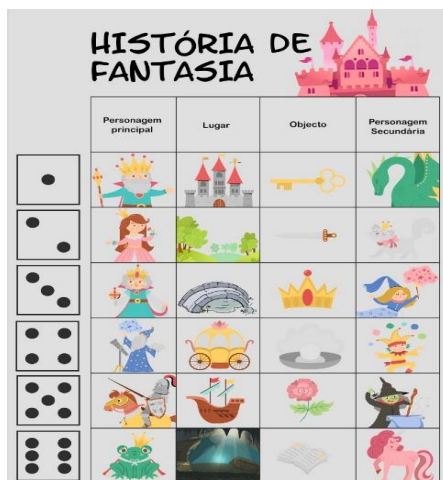 HISTÓRIA DE
FANTASIA
Personagem
principal
Lugar
Objecto
Personagem
Secundária